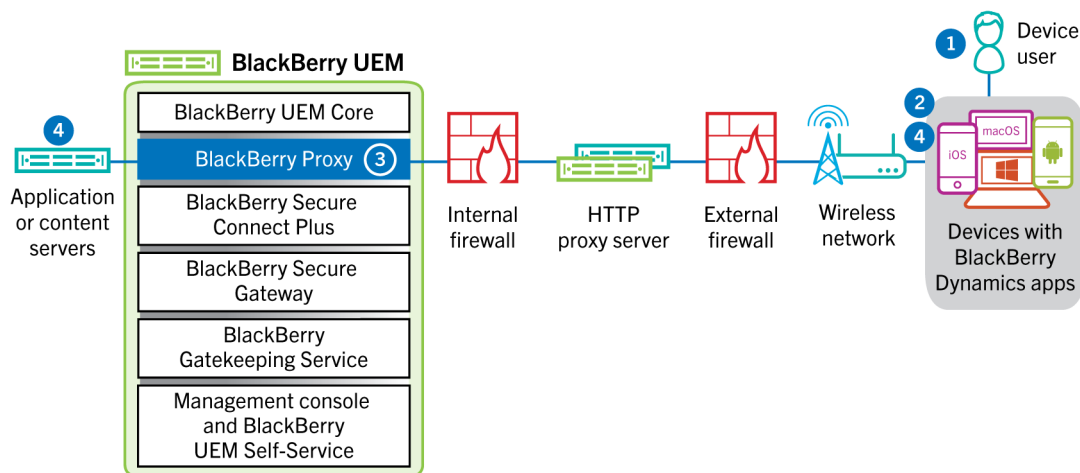 BlackBerry UEM
BlackBerry UEM Core
BlackBerry Proxy
3
BlackBerry Secure
Connect Plus
BlackBerry Secure
Gateway
BlackBerry
Gatekeeping Service
Management console
and BlackBerry
UEM Self-Service
4
Application
or content
servers
Internal
firewall
HTTP
proxy server
External
firewall
Wireless
network
1
Device
user
2
4
macOS
iOS
Devices with
BlackBerry
Dynamics apps